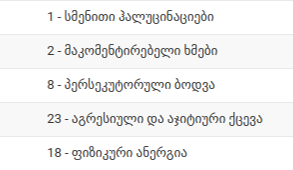 1 - სმენითი ჰალუცინაციები
2 - მაკომენტირებელი ხმები
8 - პერსეკუტორული ბოდვა
23 - აგრესიული და აჯიტიური ქცევა
18 - ფიზიკური ანერგია